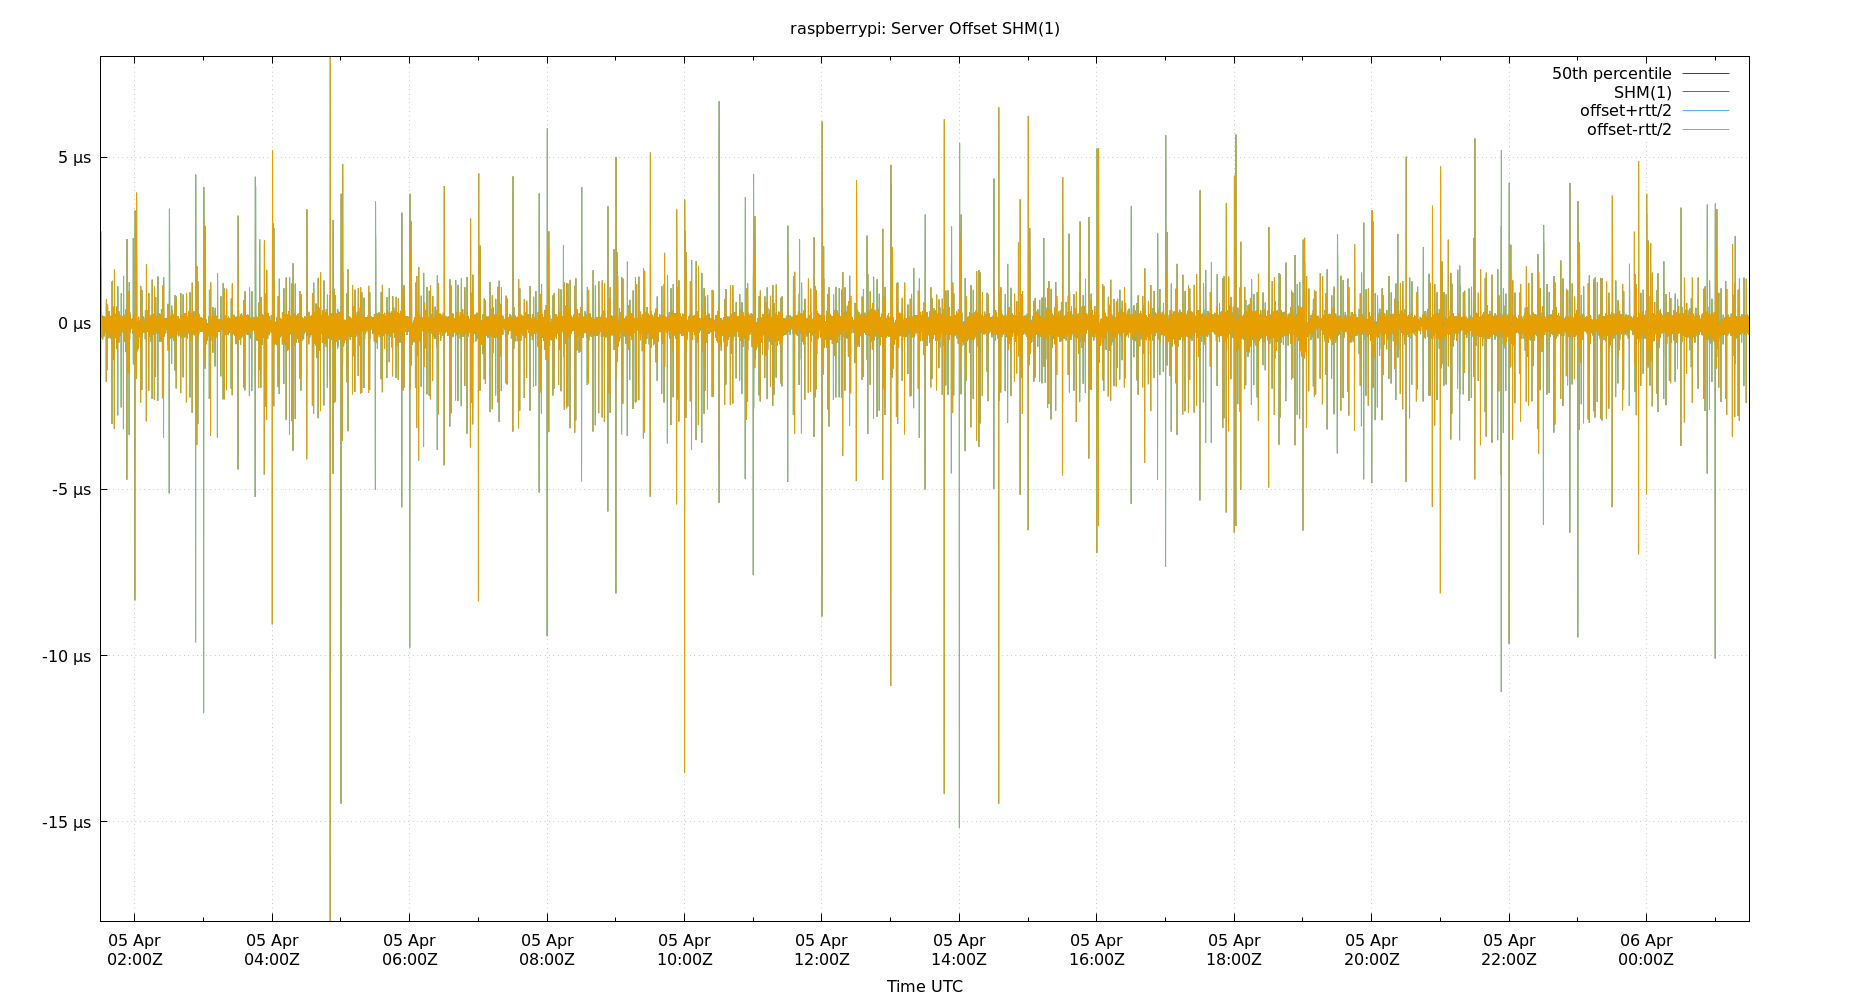 raspberrypi: Server Offset SHM(1)
50th percentile
SHM(1)
offset+rtt/2
offset-rtt/2
5 µs
0 µs
-5 µs
-10 µs
-15 µs
05 Apr 05 Apr 05 Apr 05 Apr 05 Apr 05 Apr 05 Apr 05 Apr 05 Apr 05 Apr 05 Apr 06 Apr
02:00Z 04:00Z 06:00Z 08:00Z 10:00Z 12:00Z 14:00Z 16:00Z 18:00Z 20:00Z 22:00Z 00:00Z
Time UTC